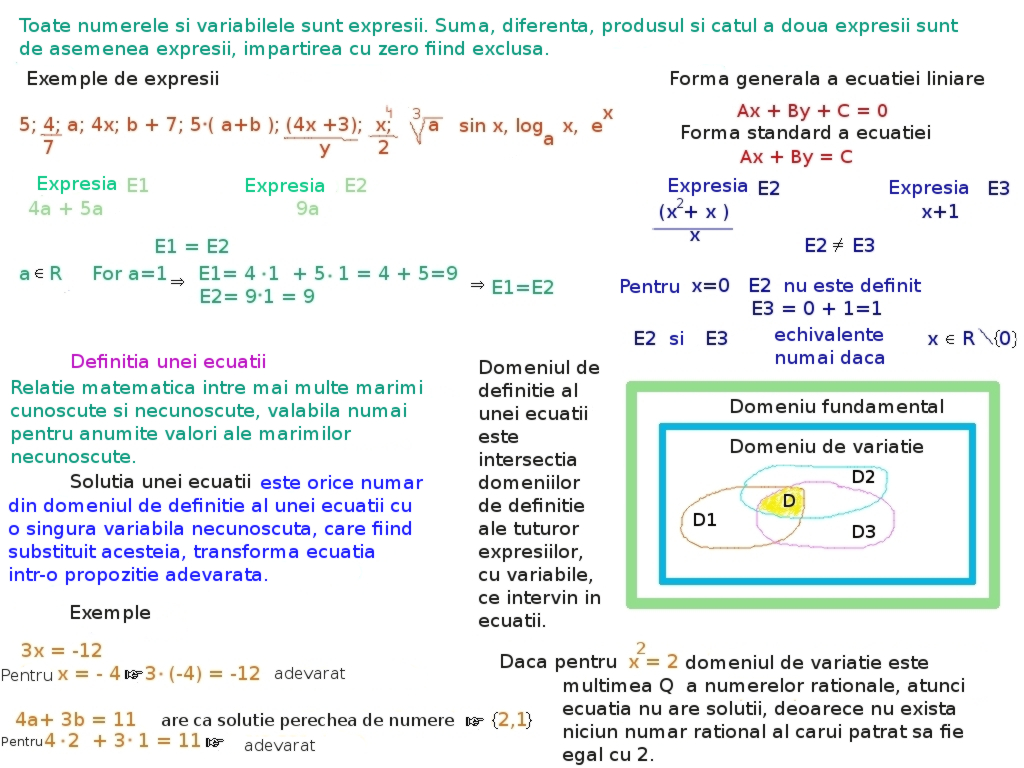 Toate numerele si variabilele sunt expresii. Suma, diferenta, produsul si catul a doua expresii sunt
de asemenea expresii, impartirea cu zero fiind exclusa.
Exemple de expresii
5; 4/7; a; 4x; b + 7; 5·( a+b ); (4x +3)/y; x⁴/2; ∛a sin x, logₐ x, eˣ
Expresia E1
4a + 5a
Expresia E2
9a
E1 = E2
a ∈ R For a=1 ⇒ E1= 4 ·1 + 5· 1 = 4 + 5=9
E2= 9·1 = 9
⇒ E1=E2
Forma generala a ecuatiei liniare
Ax + By + C = 0
Forma standard a ecuatiei
Ax + By = C
Expresia E2
(x²+ x )
x
Expresia E3
x+1
E2 ≠ E3
Pentru x=0 E2 nu este definit
E3 = 0 + 1=1
E2 si E3 echivalente x ∈ R \ {0}
numai daca
Definitia unei ecuatii
Relatie matematica intre mai multe marimi
cunoscute si necunoscute, valabila numai
pentru anumite valori ale marimilor
necunoscute.
Solutia unei ecuatii este orice numar
din domeniul de definitie al unei ecuatii cu
o singura variabila necunoscuta, care fiind
substituit acesteia, transforma ecuatia
intr-o propozitie adevarata.
Exemple
3x = -12
Pentru x = - 4 ☞ 3· (-4) = -12 adevarat
4a+ 3b = 11 are ca solutie perechea de numere ☞ {2,1}
Pentru 4 ·2 + 3· 1 = 11 ☞ adevarat
Domeniul de
definitie al
unei ecuatii
este
intersectia
domeniilor
de definitie
ale tuturor
expresiilor,
cu variabile,
ce intervin in
ecuatii.
Domeniu fundamental
Domeniu de variatie
D2
D
D1
D3
Daca pentru x² = 2 domeniul de variatie este
multimea Q a numerelor rationale, atunci
ecuatia nu are solutii, deoarece nu exista
niciun numar rational al carui patrat sa fie
egal cu 2.